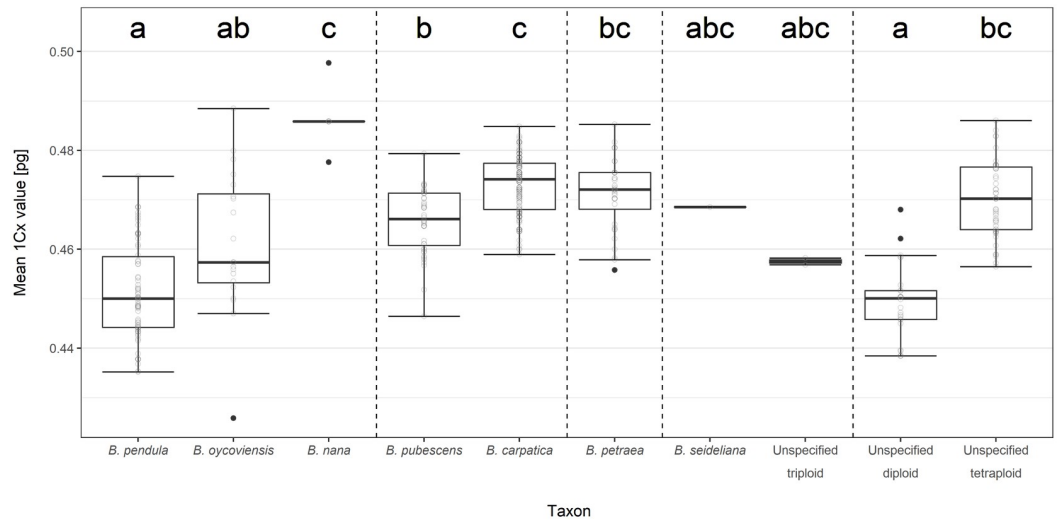 a ab c b c bc abc abc a bc
0.50
0.48
0.46
0.44
Mean 1Cx value [pg]
B. pendula B. oycoviensis B. nana B. pubescens B. carpatica B. petraea B. seideliana Unspecified Unspecified Unspecified
triploid diploid tetraploid
Taxon